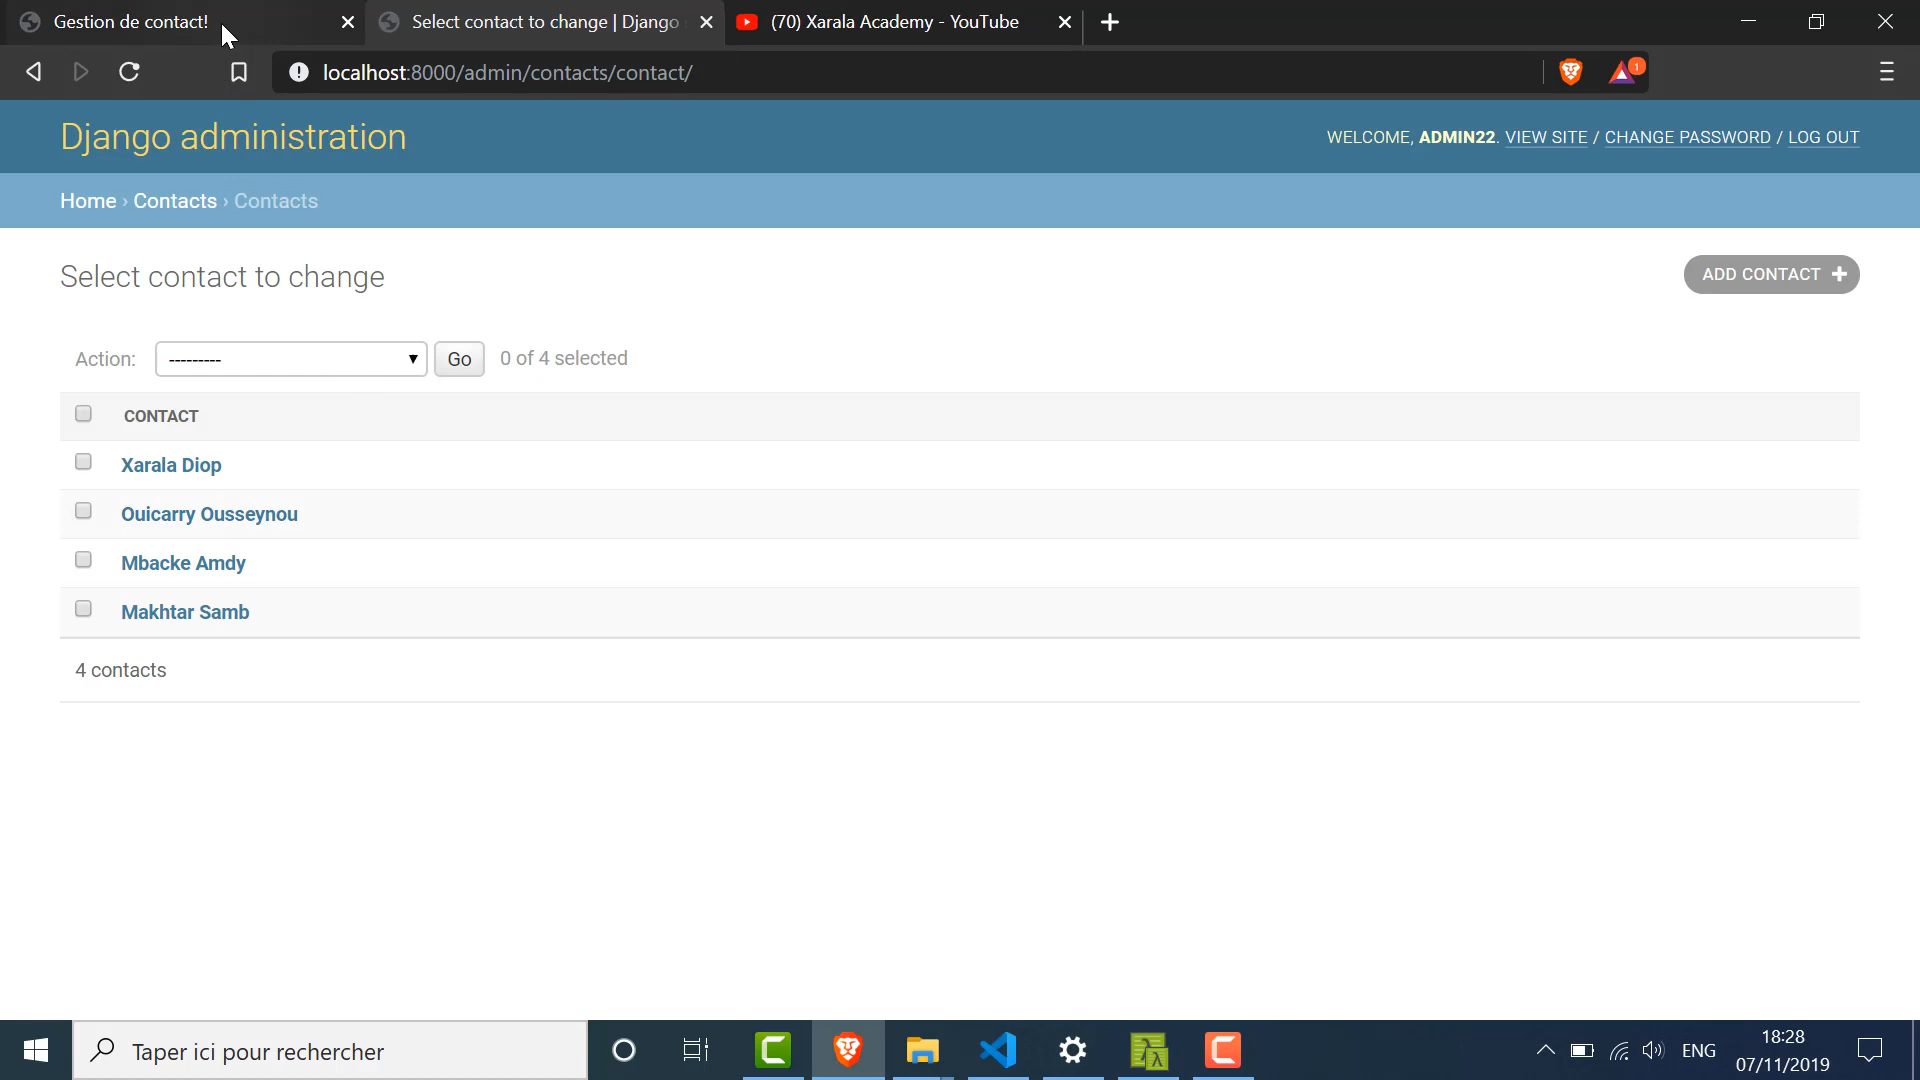 Gestion de contact!
Select contact to change | Django
(70) Xarala Academy - YouTube
localhost:8000/admin/contacts/contact/
1
Django administration
WELCOME, ADMIN22. VIEW SITE / CHANGE PASSWORD / LOG OUT
Home › Contacts › Contacts
Select contact to change
ADD CONTACT +
Action: --------- Go 0 of 4 selected
CONTACT
Xarala Diop
Ouicarry Ousseynou
Mbacke Amdy
Makhtar Samb
4 contacts
Taper ici pour rechercher
ENG
18:28
07/11/2019